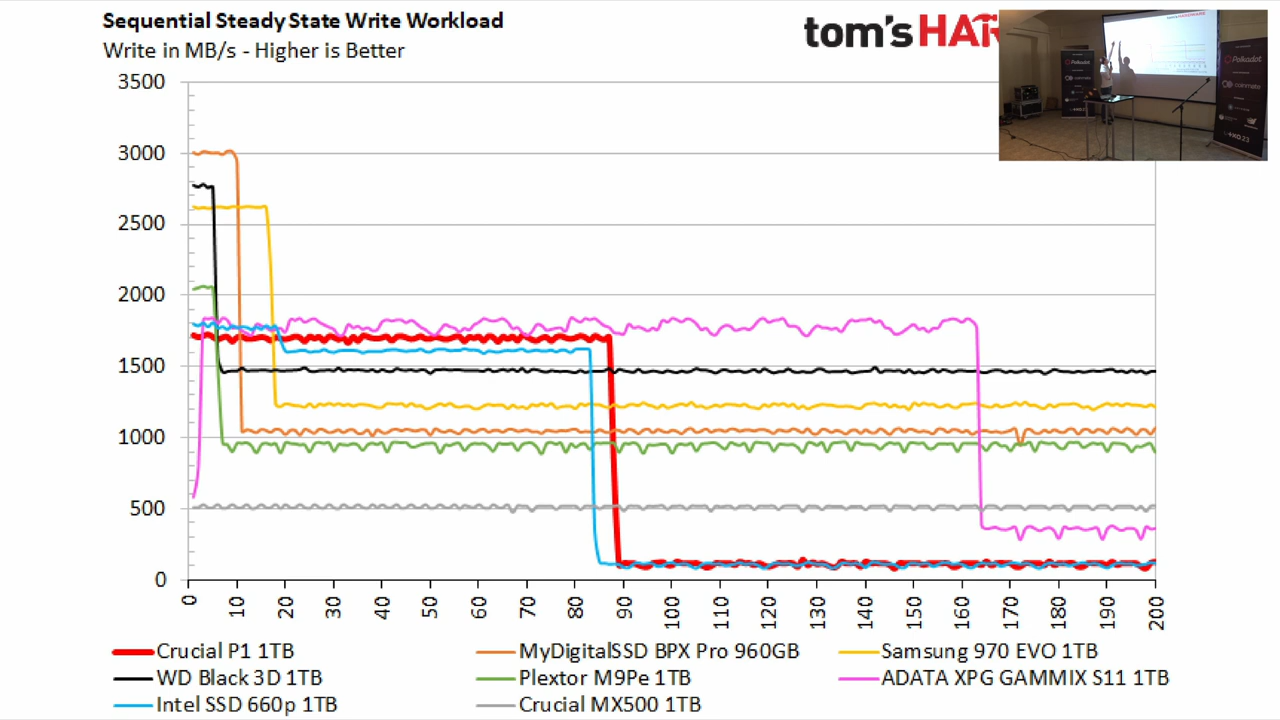 Sequential Steady State Write Workload
Write in MB/s - Higher is Better
tom's HAR
Polkadot
Polkadot
coinmate
3500
3000
2500
2000
1500
1000
500
0
0 10 20 30 40 50 60 70 80 90 100 110 120 130 140 150 160 170 180 190 200
Crucial P1 1TB MyDigitalSSD BPX Pro 960GB Samsung 970 EVO 1TB
WD Black 3D 1TB Plextor M9Pe 1TB ADATA XPG GAMMIX S11 1TB
Intel SSD 660p 1TB Crucial MX500 1TB